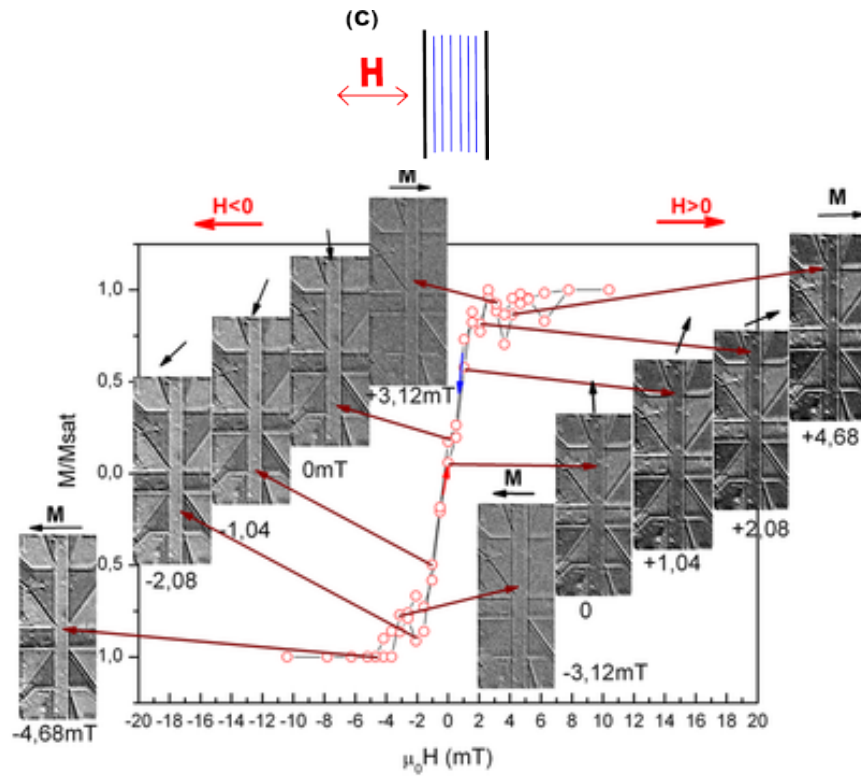 (C)
H
M
H<0
H>0
M
1,0
+3,12mT
0,5
0mT
+4,68
M/Msat
+2,08
0,0
M
M
+1,04
-1,04
0
-2,08
0,5
-3,12mT
1,0
-4,68mT
-20 -18 -16 -14 -12 -10 -8 -6 -4 -2 0 2 4 6 8 10 12 14 16 18 20
μ₀H (mT)